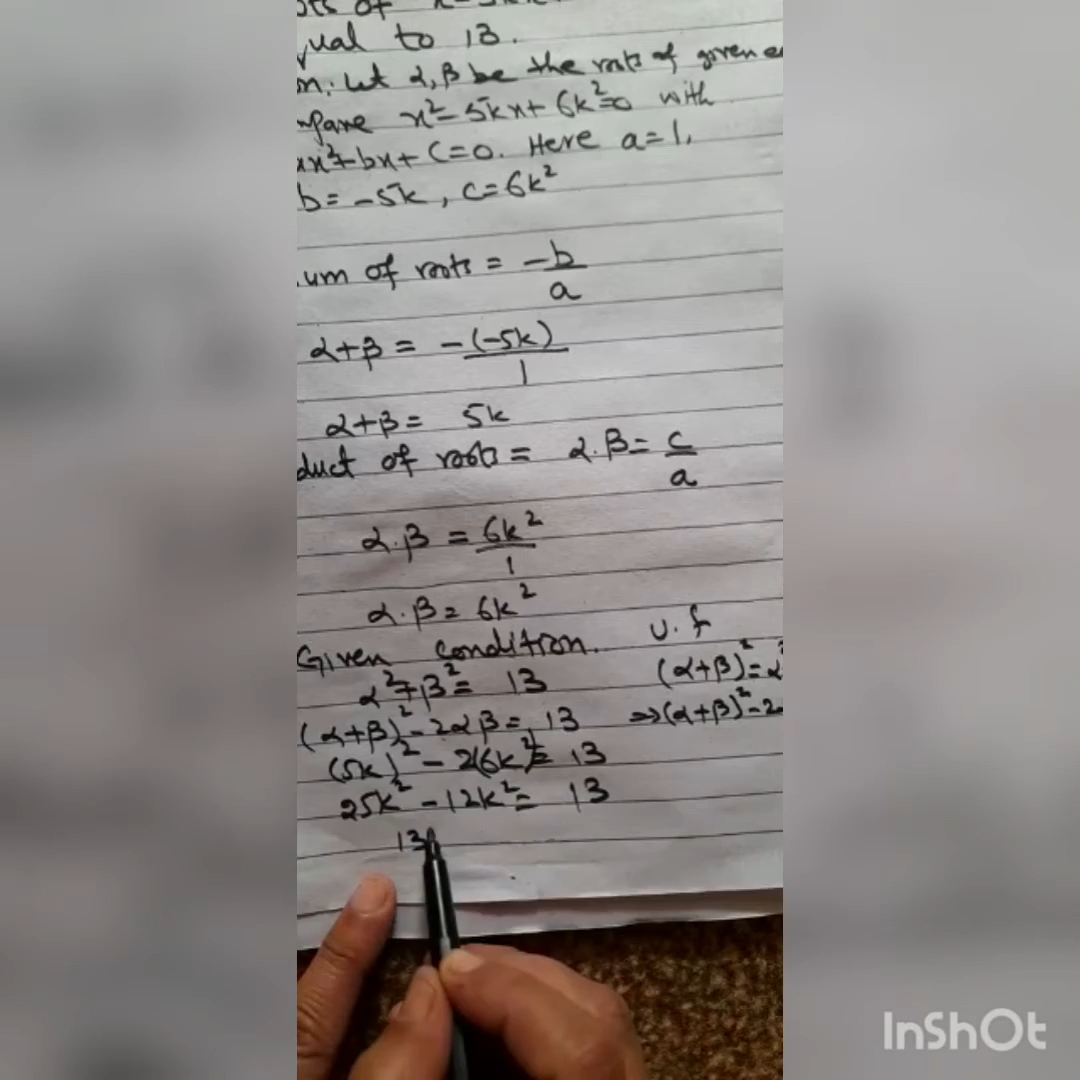 ual to 13.
n: Let α, β be the roots of given e
mpare x² - 5kx + 6k² = 0 with
ax² + bx + c = 0. Here a = 1,
b = -5k, c = 6k²
um of roots = -b/a
α + β = -(-5k)/1
α + β = 5k
duct of roots = α.β = c/a
α.β = 6k²/1
α.β = 6k²
Given condition. U.f
α² + β² = 13 (α+β)² = α²
(α+β)² - 2αβ = 13 ⇒ (α+β)² - 2α
(5k)² - 2(6k²) = 13
25k² - 12k² = 13
13
InShOt